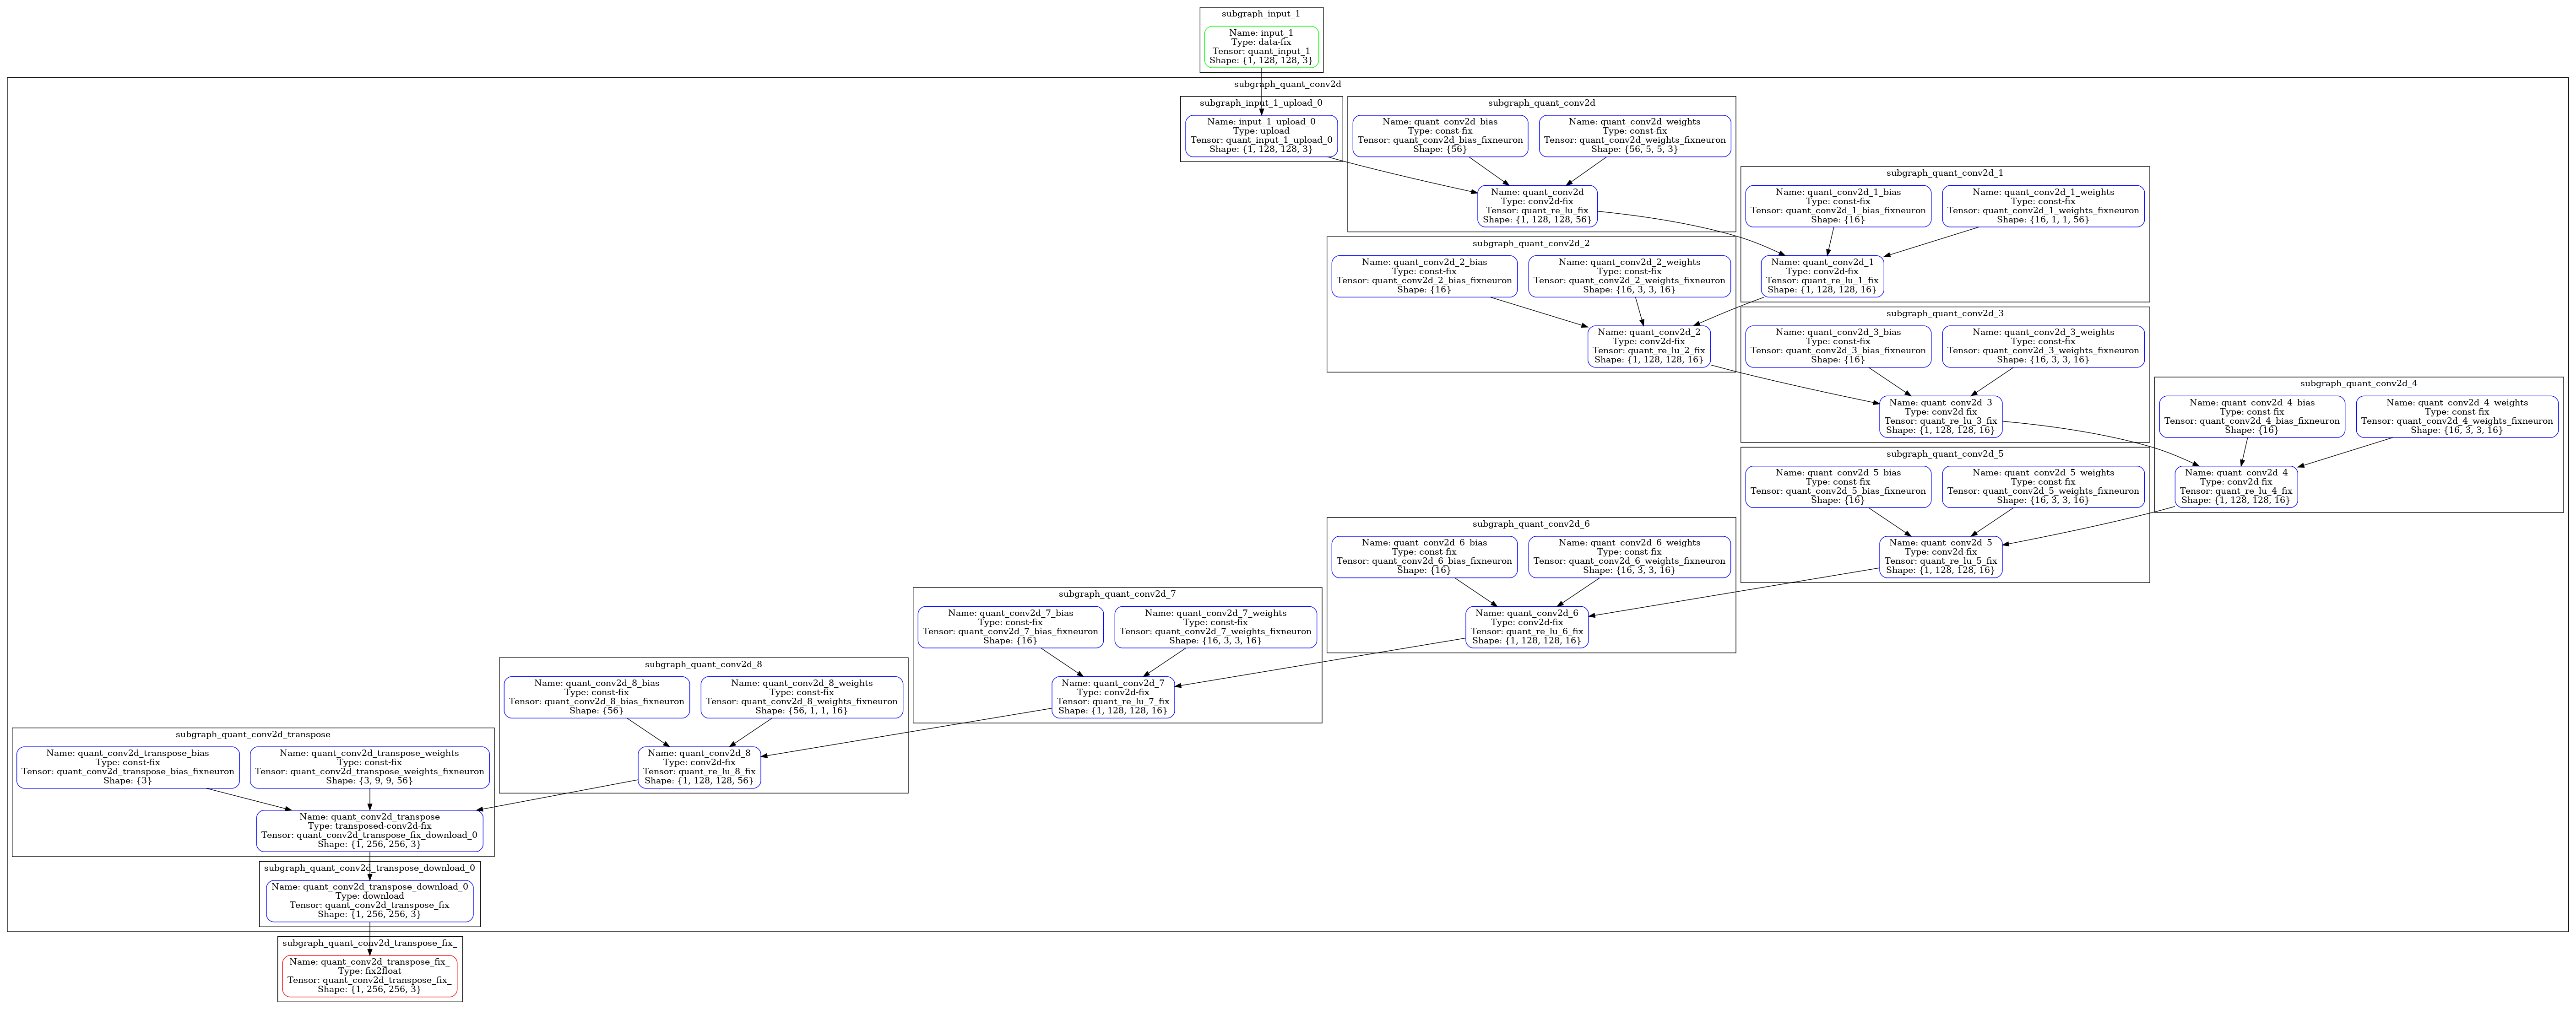 subgraph_input_1
Name: input_1
Type: data-fix
Tensor: quant_input_1
Shape: {1, 128, 128, 3}
subgraph_quant_conv2d
subgraph_input_1_upload_0
Name: input_1_upload_0
Type: upload
Tensor: quant_input_1_upload_0
Shape: {1, 128, 128, 3}
subgraph_quant_conv2d
Name: quant_conv2d_bias
Type: const-fix
Tensor: quant_conv2d_bias_fixneuron
Shape: {56}
Name: quant_conv2d_weights
Type: const-fix
Tensor: quant_conv2d_weights_fixneuron
Shape: {56, 5, 5, 3}
Name: quant_conv2d
Type: conv2d-fix
Tensor: quant_re_lu_fix
Shape: {1, 128, 128, 56}
subgraph_quant_conv2d_1
Name: quant_conv2d_1_bias
Type: const-fix
Tensor: quant_conv2d_1_bias_fixneuron
Shape: {16}
Name: quant_conv2d_1_weights
Type: const-fix
Tensor: quant_conv2d_1_weights_fixneuron
Shape: {16, 1, 1, 56}
Name: quant_conv2d_1
Type: conv2d-fix
Tensor: quant_re_lu_1_fix
Shape: {1, 128, 128, 16}
subgraph_quant_conv2d_2
Name: quant_conv2d_2_bias
Type: const-fix
Tensor: quant_conv2d_2_bias_fixneuron
Shape: {16}
Name: quant_conv2d_2_weights
Type: const-fix
Tensor: quant_conv2d_2_weights_fixneuron
Shape: {16, 3, 3, 16}
Name: quant_conv2d_2
Type: conv2d-fix
Tensor: quant_re_lu_2_fix
Shape: {1, 128, 128, 16}
subgraph_quant_conv2d_3
Name: quant_conv2d_3_bias
Type: const-fix
Tensor: quant_conv2d_3_bias_fixneuron
Shape: {16}
Name: quant_conv2d_3_weights
Type: const-fix
Tensor: quant_conv2d_3_weights_fixneuron
Shape: {16, 3, 3, 16}
Name: quant_conv2d_3
Type: conv2d-fix
Tensor: quant_re_lu_3_fix
Shape: {1, 128, 128, 16}
subgraph_quant_conv2d_4
Name: quant_conv2d_4_bias
Type: const-fix
Tensor: quant_conv2d_4_bias_fixneuron
Shape: {16}
Name: quant_conv2d_4_weights
Type: const-fix
Tensor: quant_conv2d_4_weights_fixneuron
Shape: {16, 3, 3, 16}
Name: quant_conv2d_4
Type: conv2d-fix
Tensor: quant_re_lu_4_fix
Shape: {1, 128, 128, 16}
subgraph_quant_conv2d_5
Name: quant_conv2d_5_bias
Type: const-fix
Tensor: quant_conv2d_5_bias_fixneuron
Shape: {16}
Name: quant_conv2d_5_weights
Type: const-fix
Tensor: quant_conv2d_5_weights_fixneuron
Shape: {16, 3, 3, 16}
Name: quant_conv2d_5
Type: conv2d-fix
Tensor: quant_re_lu_5_fix
Shape: {1, 128, 128, 16}
subgraph_quant_conv2d_6
Name: quant_conv2d_6_bias
Type: const-fix
Tensor: quant_conv2d_6_bias_fixneuron
Shape: {16}
Name: quant_conv2d_6_weights
Type: const-fix
Tensor: quant_conv2d_6_weights_fixneuron
Shape: {16, 3, 3, 16}
Name: quant_conv2d_6
Type: conv2d-fix
Tensor: quant_re_lu_6_fix
Shape: {1, 128, 128, 16}
subgraph_quant_conv2d_7
Name: quant_conv2d_7_bias
Type: const-fix
Tensor: quant_conv2d_7_bias_fixneuron
Shape: {16}
Name: quant_conv2d_7_weights
Type: const-fix
Tensor: quant_conv2d_7_weights_fixneuron
Shape: {16, 3, 3, 16}
Name: quant_conv2d_7
Type: conv2d-fix
Tensor: quant_re_lu_7_fix
Shape: {1, 128, 128, 16}
subgraph_quant_conv2d_8
Name: quant_conv2d_8_bias
Type: const-fix
Tensor: quant_conv2d_8_bias_fixneuron
Shape: {56}
Name: quant_conv2d_8_weights
Type: const-fix
Tensor: quant_conv2d_8_weights_fixneuron
Shape: {56, 1, 1, 16}
Name: quant_conv2d_8
Type: conv2d-fix
Tensor: quant_re_lu_8_fix
Shape: {1, 128, 128, 56}
subgraph_quant_conv2d_transpose
Name: quant_conv2d_transpose_bias
Type: const-fix
Tensor: quant_conv2d_transpose_bias_fixneuron
Shape: {3}
Name: quant_conv2d_transpose_weights
Type: const-fix
Tensor: quant_conv2d_transpose_weights_fixneuron
Shape: {3, 9, 9, 56}
Name: quant_conv2d_transpose
Type: transposed-conv2d-fix
Tensor: quant_conv2d_transpose_fix_download_0
Shape: {1, 256, 256, 3}
subgraph_quant_conv2d_transpose_download_0
Name: quant_conv2d_transpose_download_0
Type: download
Tensor: quant_conv2d_transpose_fix
Shape: {1, 256, 256, 3}
subgraph_quant_conv2d_transpose_fix_
Name: quant_conv2d_transpose_fix_
Type: fix2float
Tensor: quant_conv2d_transpose_fix_
Shape: {1, 256, 256, 3}